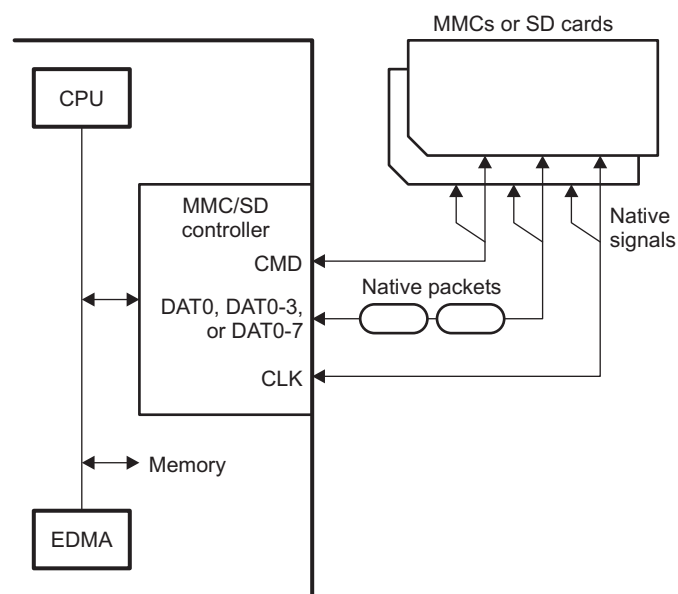 MMCs or SD cards
CPU
MMC/SD
controller
Native
signals
CMD
Native packets
DAT0, DAT0-3,
or DAT0-7
CLK
Memory
EDMA